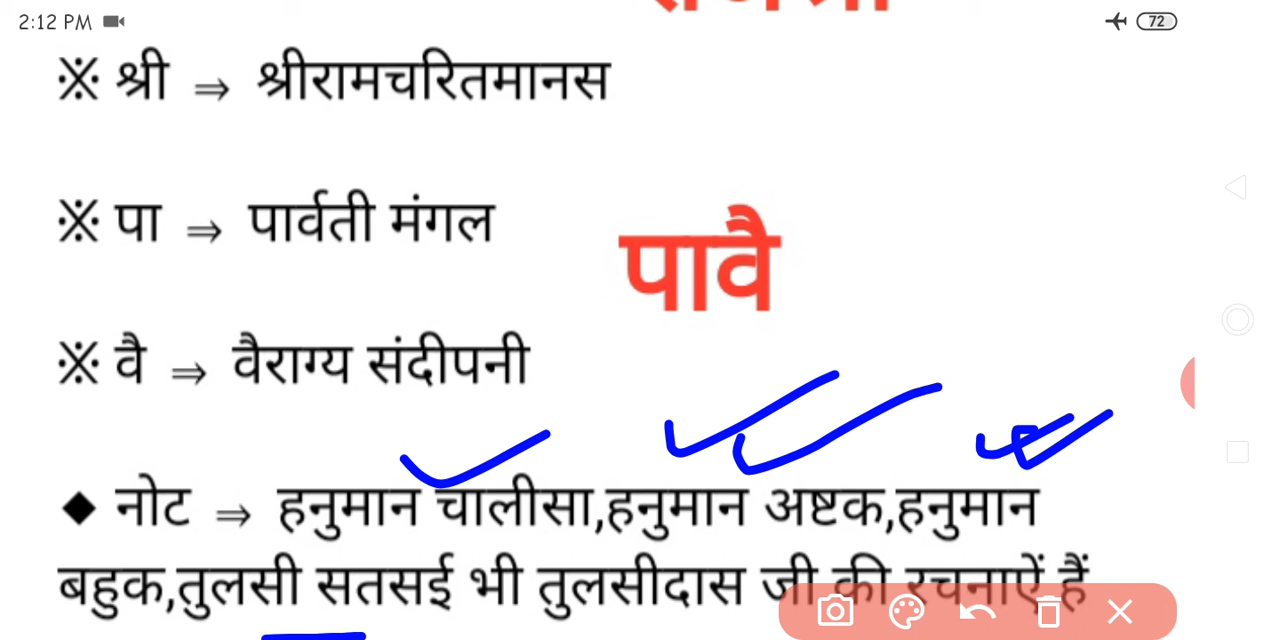 2:12 PM
72
※ श्री ⇒ श्रीरामचरितमानस
※ पा ⇒ पार्वती मंगल
पावै
※ वै ⇒ वैराग्य संदीपनी
◆ नोट ⇒ हनुमान चालीसा,हनुमान अष्टक,हनुमान
बहुक,तुलसी सतसई भी तुलसीदास जी की रचनाऐं हैं